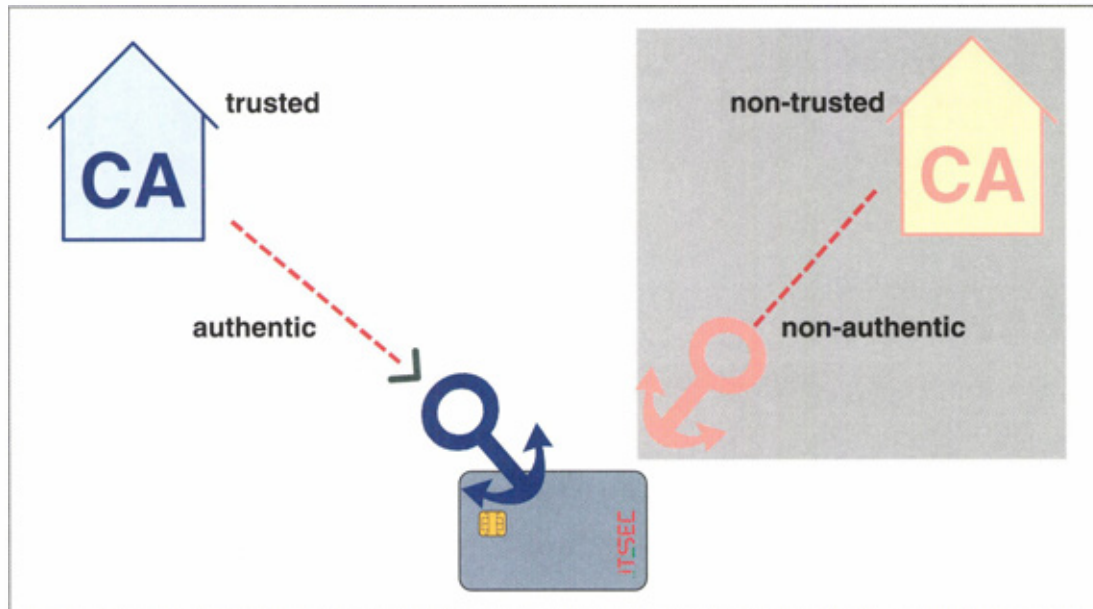 trusted
CA
authentic
non-trusted
CA
non-authentic
ITSEC